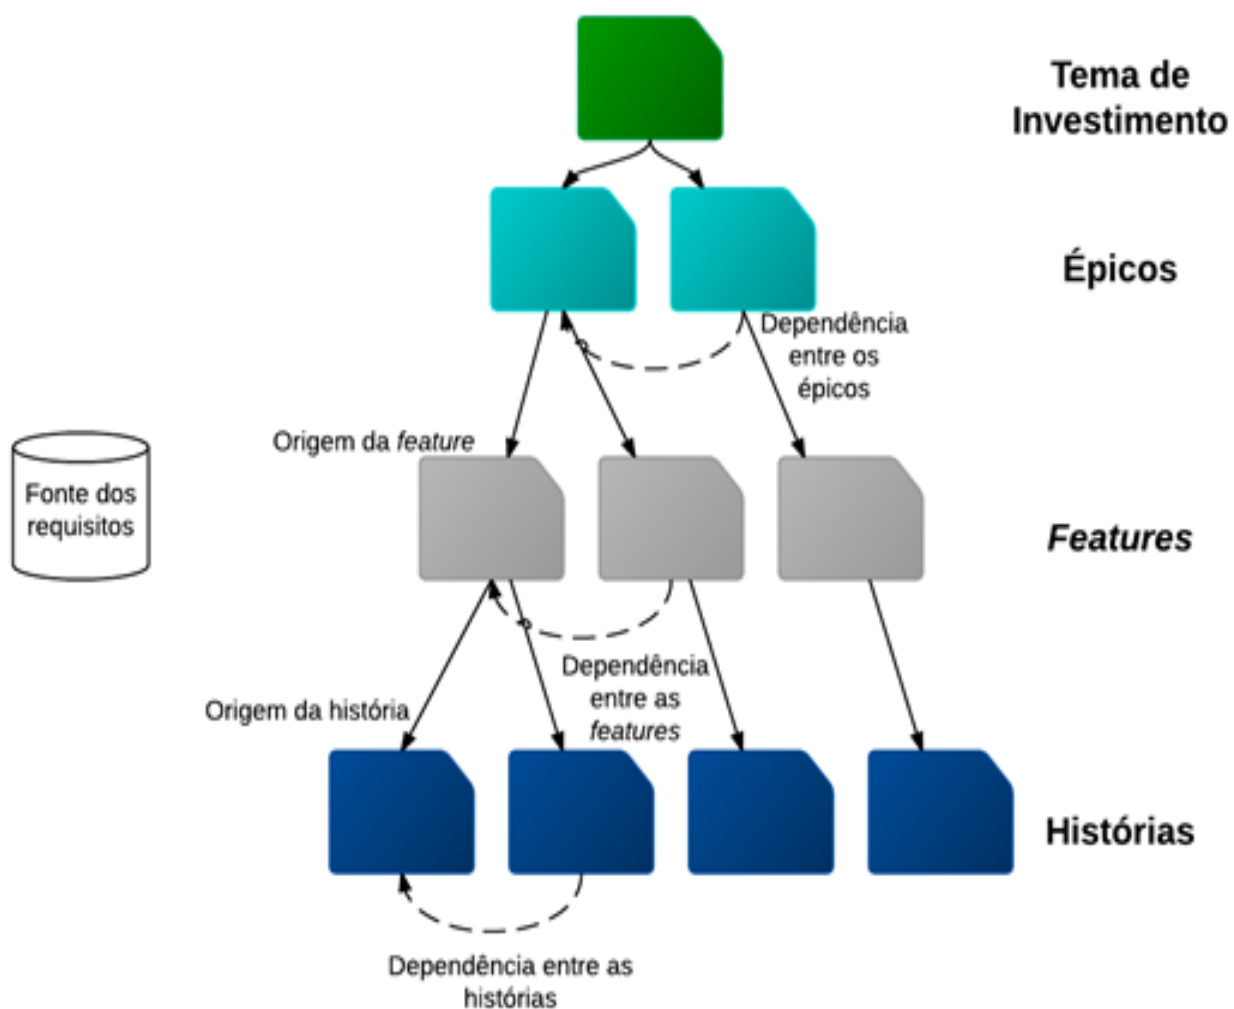 Tema de
Investimento
Épicos
Dependência
entre os
épicos
Origem da feature
Fonte dos
requisitos
Features
Dependência
entre as
features
Origem da história
Histórias
Dependência entre as
histórias